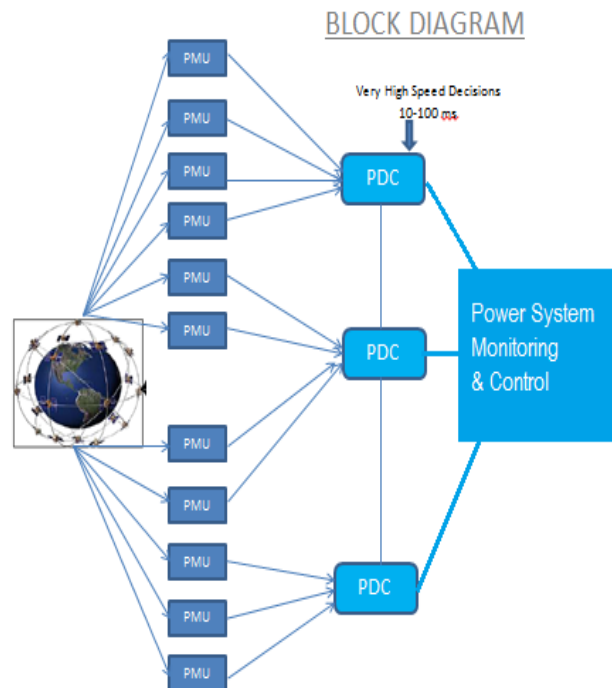 BLOCK DIAGRAM
PMU
Very High Speed Decisions
10-100 ms
PMU
PMU
PDC
PMU
PMU
Power System
Monitoring
& Control
PMU
PDC
PMU
PMU
PMU
PDC
PMU
PMU